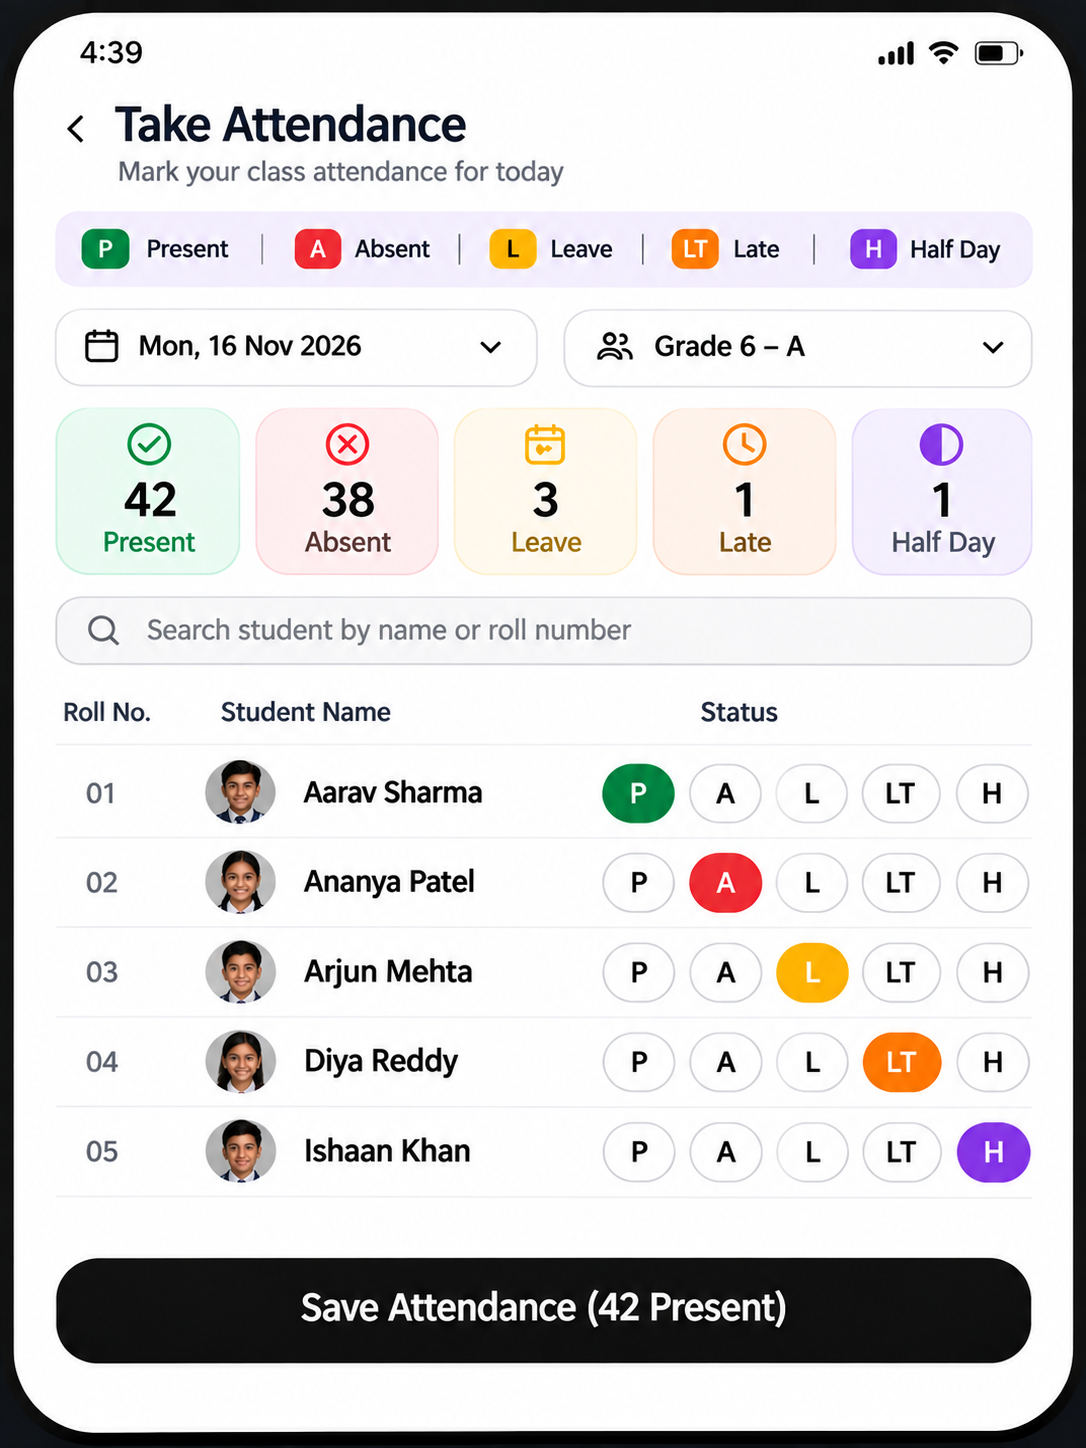 4:39
Take Attendance
Mark your class attendance for today
P Present | A Absent | L Leave | LT Late | H Half Day
Mon, 16 Nov 2026 Grade 6 – A
42 38 3 1 1
Present Absent Leave Late Half Day
Search student by name or roll number
Roll No. Student Name Status
01 Aarav Sharma P A L LT H
02 Ananya Patel P A L LT H
03 Arjun Mehta P A L LT H
04 Diya Reddy P A L LT H
05 Ishaan Khan P A L LT H
Save Attendance (42 Present)